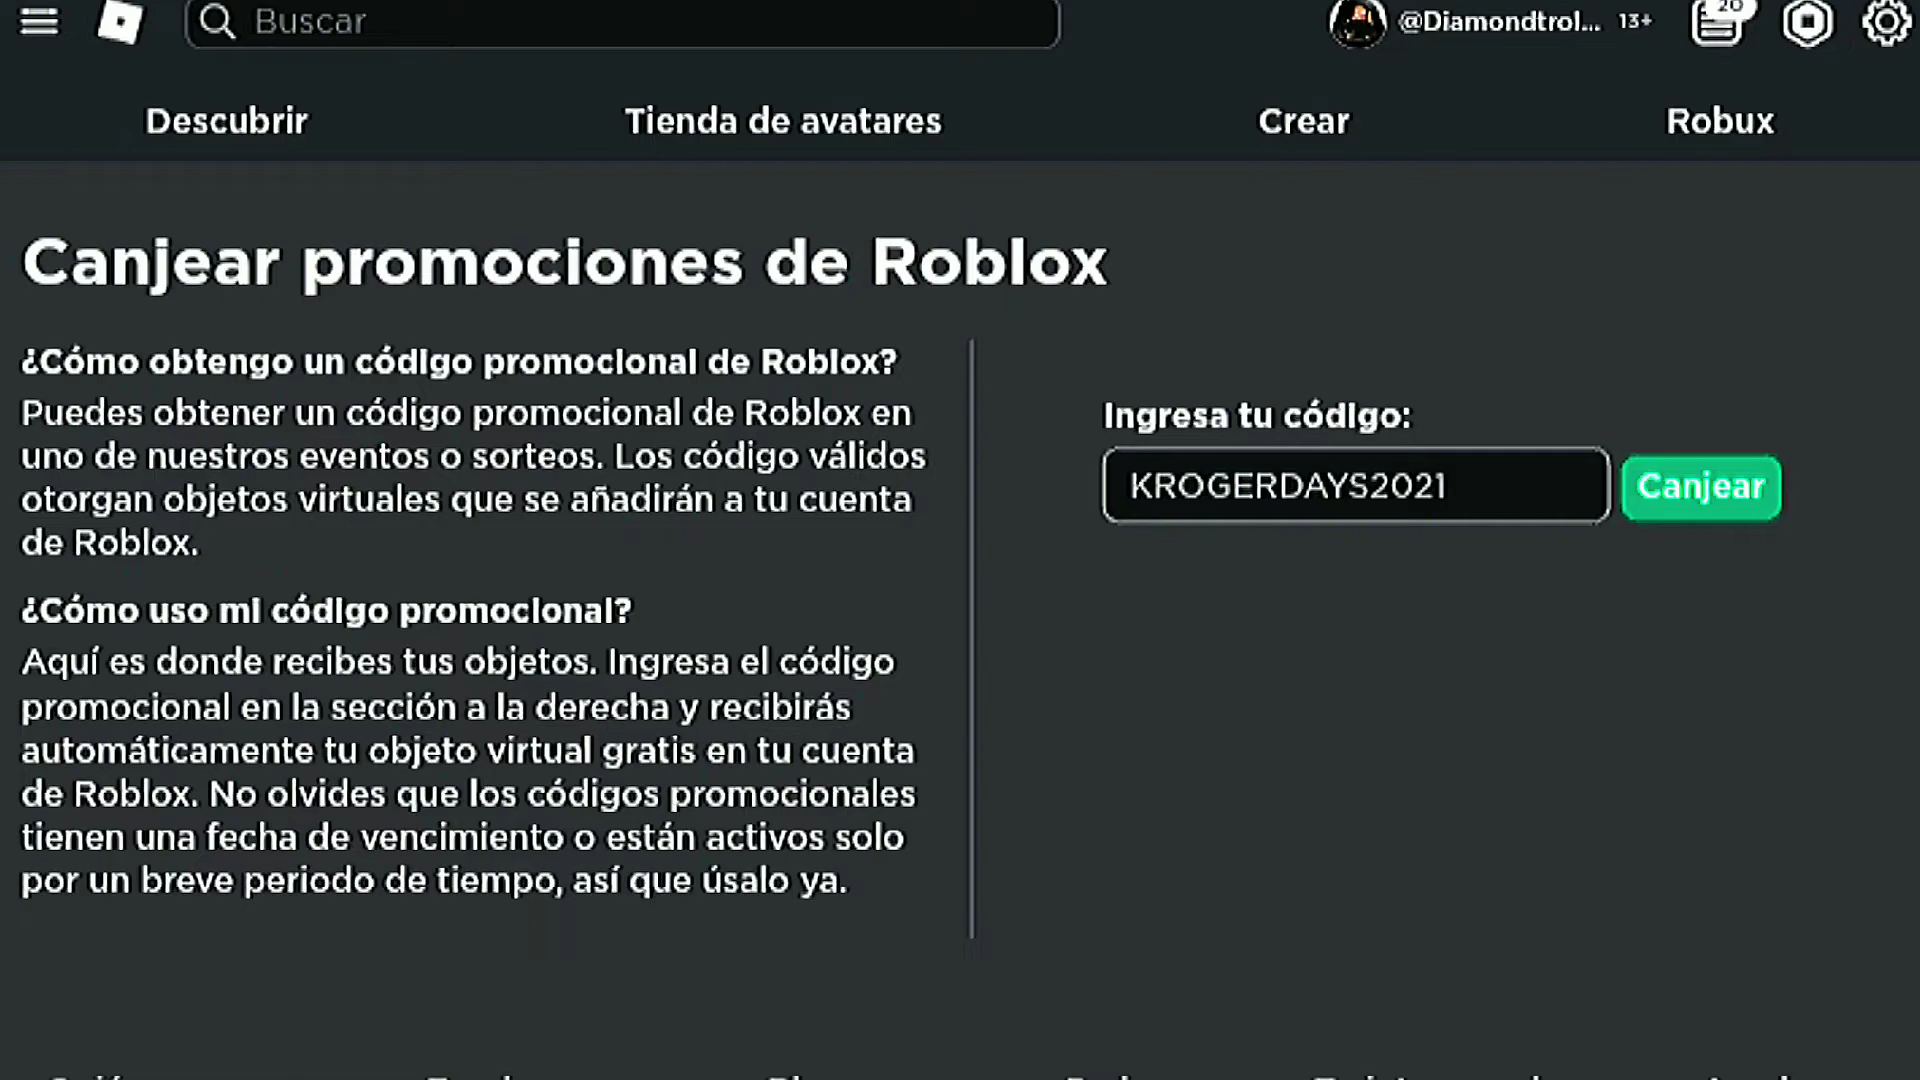 Buscar
@Diamondtrol... 13+
20
Descubrir
Tienda de avatares
Crear
Robux
Canjear promociones de Roblox
¿Cómo obtengo un código promocional de Roblox?
Puedes obtener un código promocional de Roblox en
uno de nuestros eventos o sorteos. Los código válidos
otorgan objetos virtuales que se añadirán a tu cuenta
de Roblox.
¿Cómo uso mi código promocional?
Aquí es donde recibes tus objetos. Ingresa el código
promocional en la sección a la derecha y recibirás
automáticamente tu objeto virtual gratis en tu cuenta
de Roblox. No olvides que los códigos promocionales
tienen una fecha de vencimiento o están activos solo
por un breve periodo de tiempo, así que úsalo ya.
Ingresa tu código:
KROGERDAYS2021
Canjear